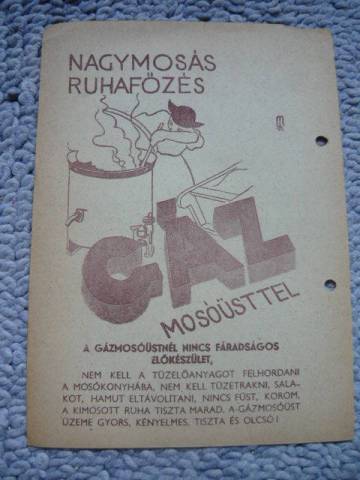 NAGYMOSÁS
RUHAFŐZÉS
GÁZ
MOSÓÜSTTEL
A GÁZMOSÓÜSTNÉL NINCS FÁRADSÁGOS
ELŐKÉSZÜLET,
NEM KELL A TÜZELŐANYAGOT FELHORDANI
A MOSÓKONYHÁBA, NEM KELL TÜZETRAKNI, SALA-
KOT, HAMUT ELTÁVOLÍTANI, NINCS FÜST, KOROM,
A KIMOSOTT RUHA TISZTA MARAD. A-GÁZMOSÓÜST
ÜZEME GYORS, KÉNYELMES, TISZTA ÉS OLCSÓ!